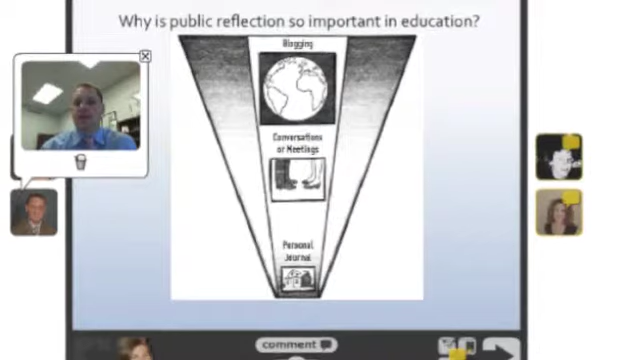 Why is public reflection so important in education?
Blogging
Conversations
or Meetings
Personal
Journal
comment